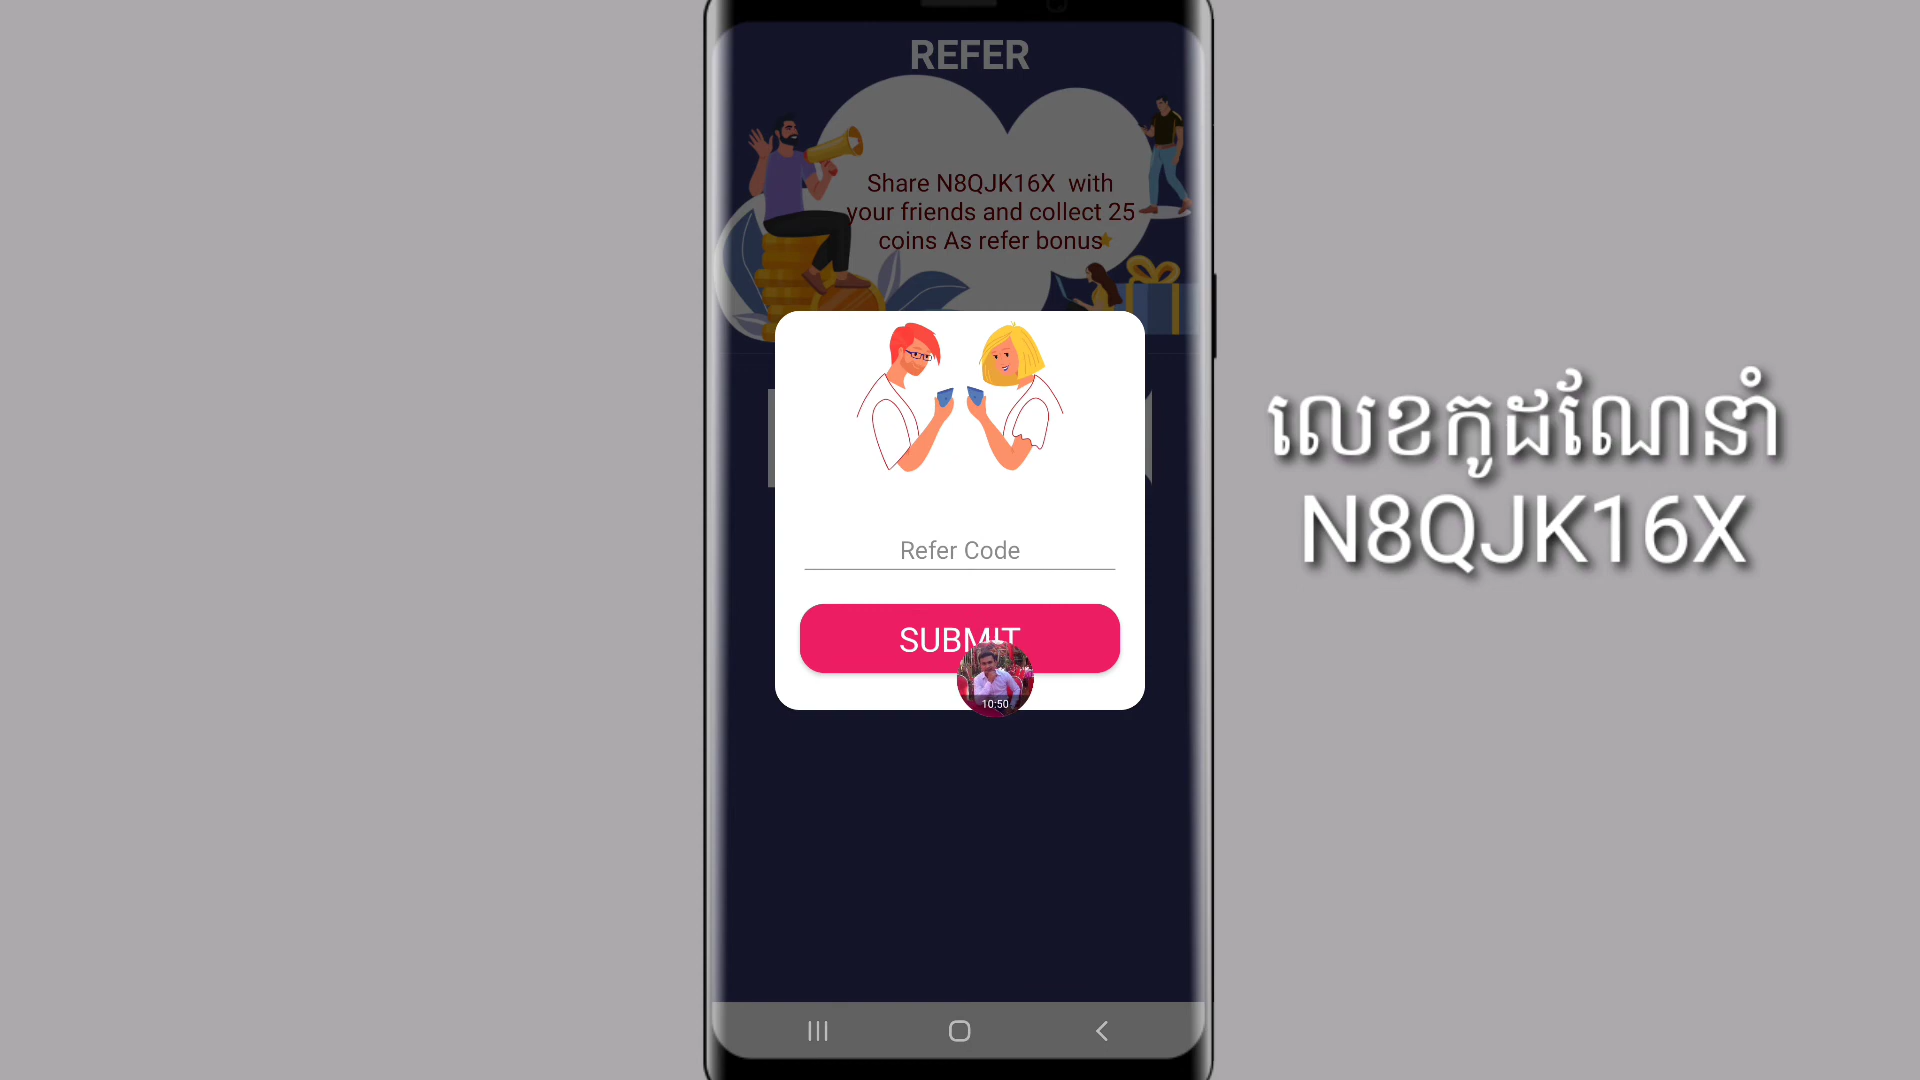 REFER
Share N8QJK16X with
your friends and collect 25
coins As refer bonus
Refer Code
SUBMIT
10:50
លេខកូដណែនាំ
N8QJK16X